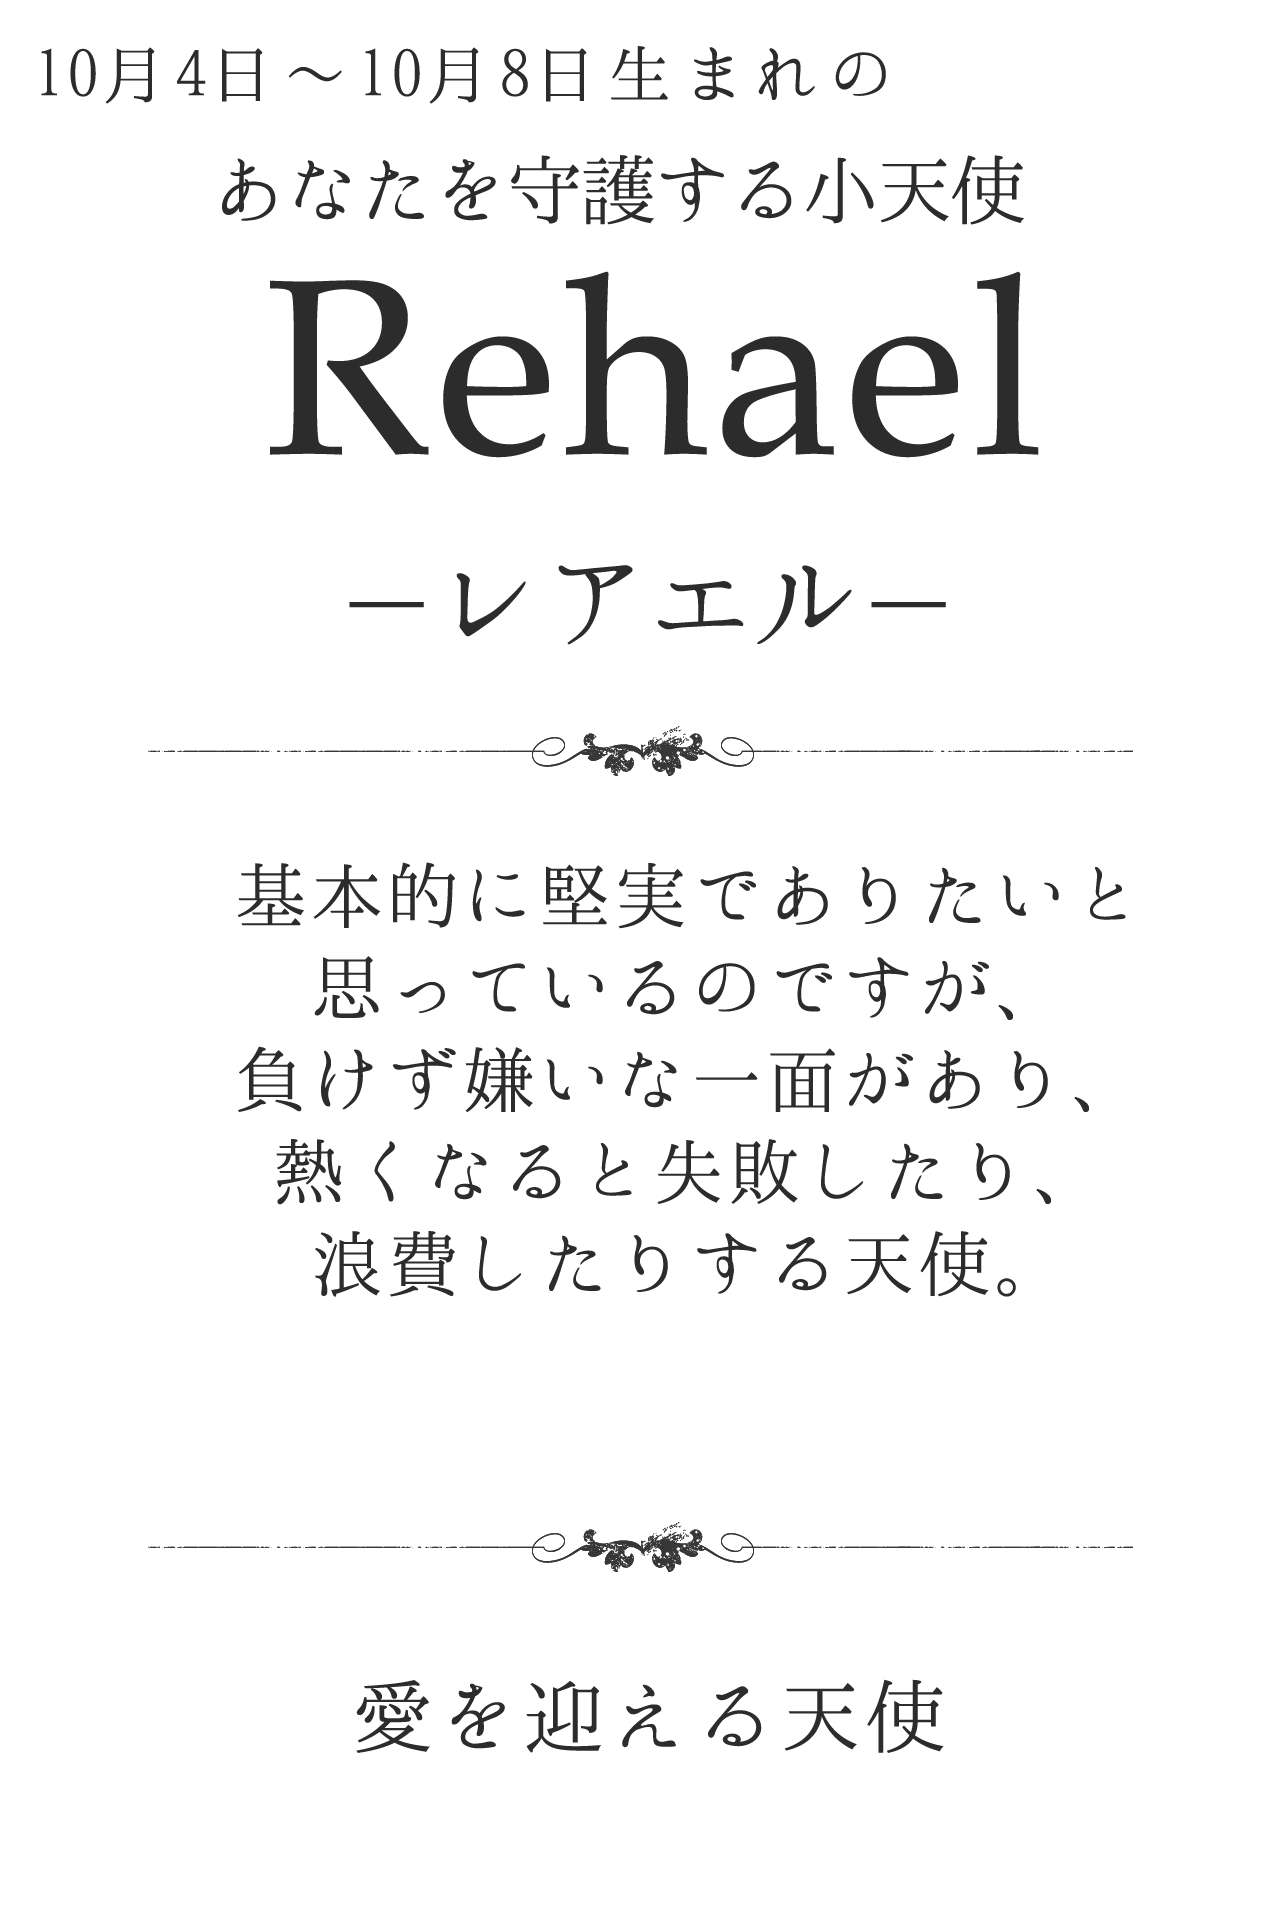 10月4日～10月8日生まれの
あなたを守護する小天使
Rehael
－レアエル－
基本的に堅実でありたいと
思っているのですが、
負けず嫌いな一面があり、
熱くなると失敗したり、
浪費したりする天使。
愛を迎える天使